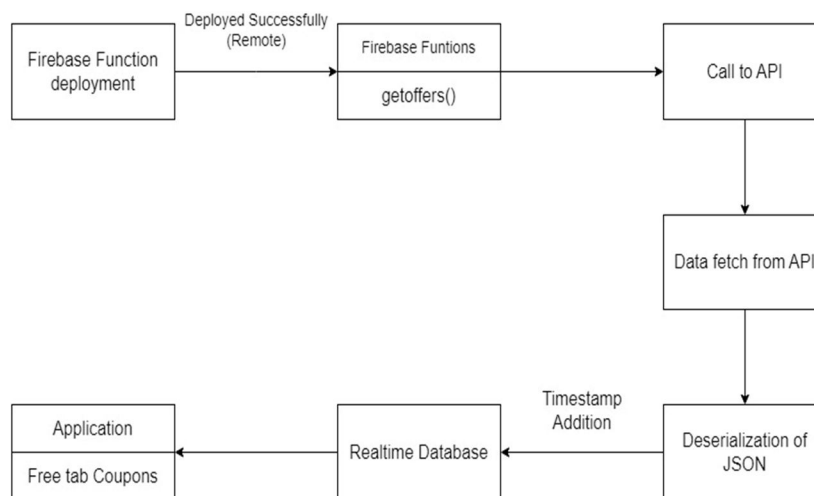 Deployed Successfully
(Remote)
Firebase Function
deployment
Firebase Funtions
getoffers()
Call to API
Data fetch from API
Timestamp
Addition
Deserialization of
JSON
Realtime Database
Application
Free tab Coupons